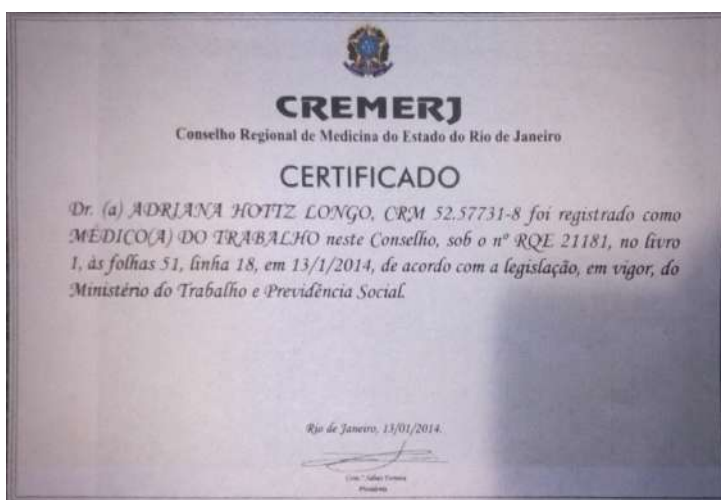 CREMERJ
Conselho Regional de Medicina do Estado do Rio de Janeiro
CERTIFICADO
Dr. (a) ADRIANA HOTTZ LONGO, CRM 52.57731-8 foi registrado como
MÉDICO(A) DO TRABALHO neste Conselho, sob o nº RQE 21181, no livro
1, às folhas 51, linha 18, em 13/1/2014, de acordo com a legislação, em vigor, do
Ministério do Trabalho e Previdência Social.
Rio de Janeiro, 13/01/2014.
Presidente